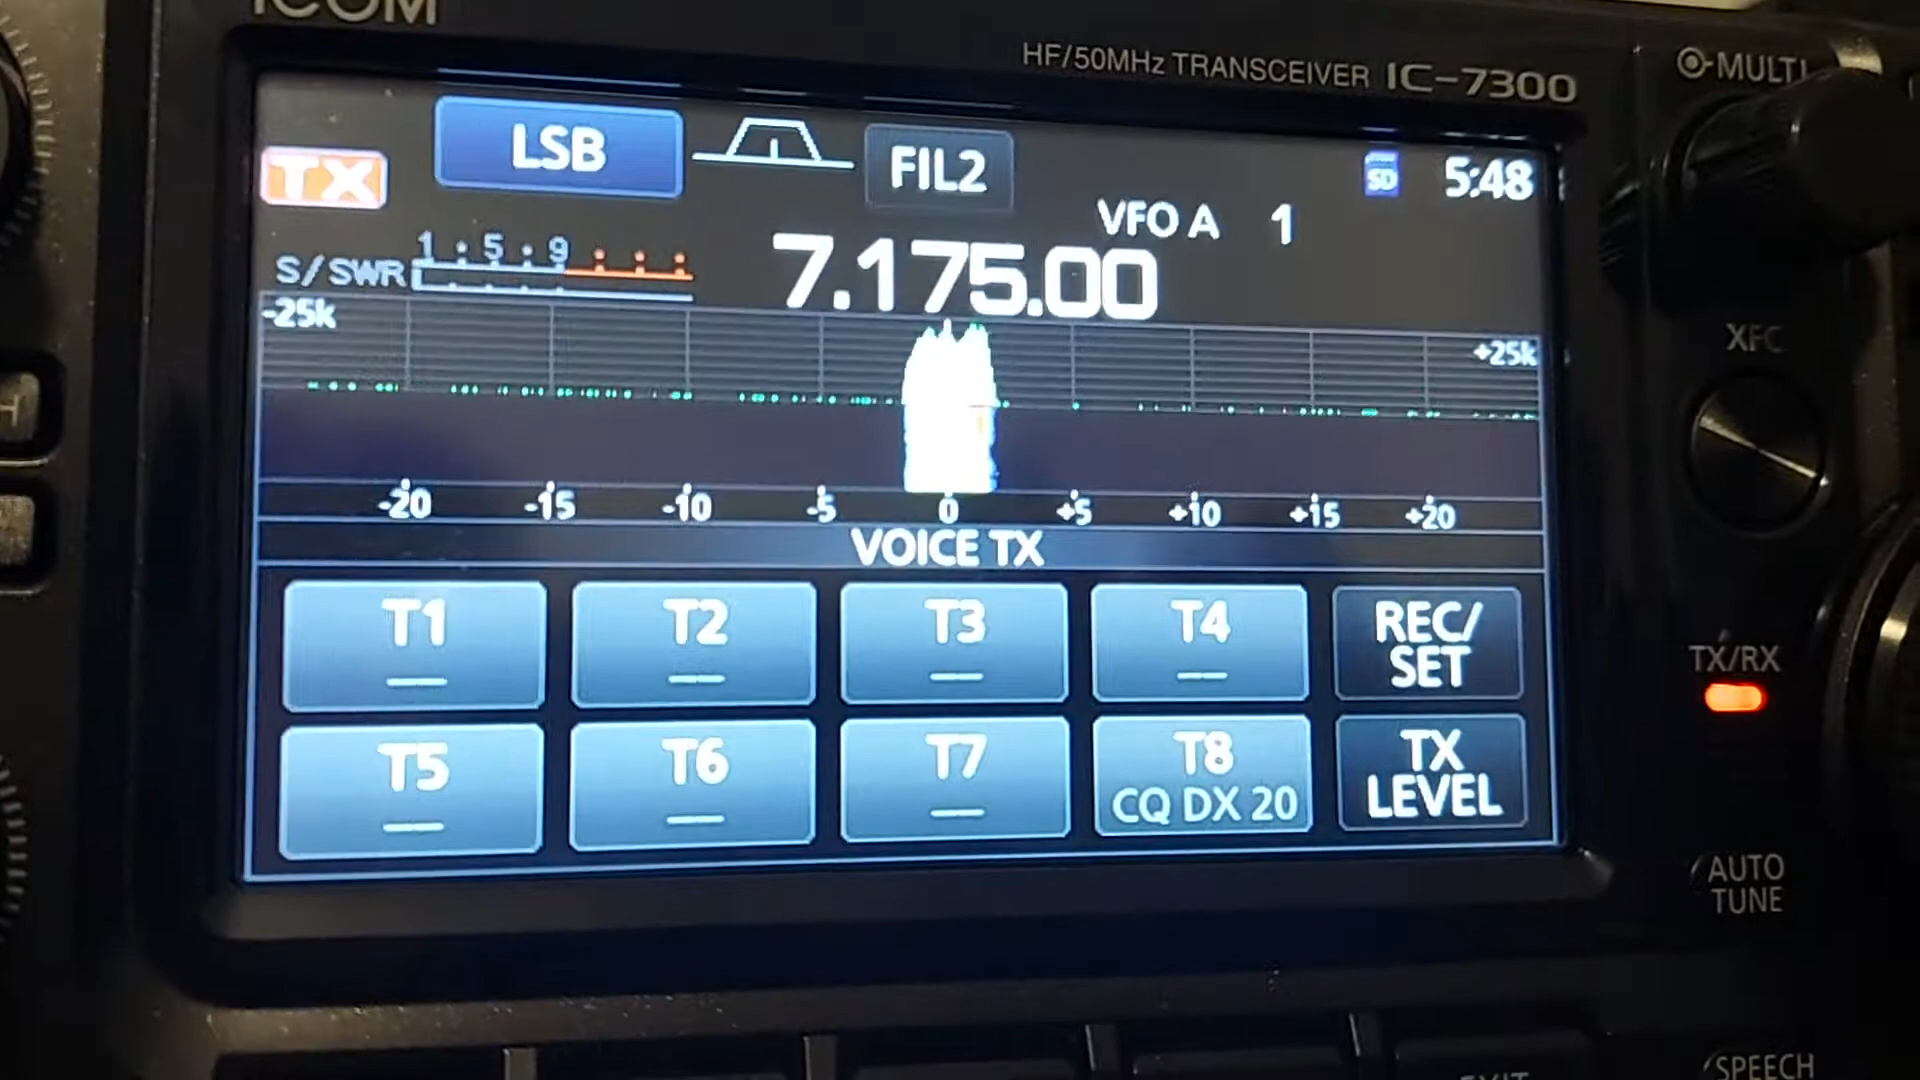 ICOM
HF/50MHz TRANSCEIVER IC-7300
MULTI
TX LSB FIL2 SD 5:48
VFO A 1
S/SWR 1 5 9
7.175.00
-25k +25k
-20 -15 -10 -5 0 +5 +10 +15 +20
VOICE TX
T1 T2 T3 T4 REC/SET
T5 T6 T7 T8 CQ DX 20 TX LEVEL
XFC
TX/RX
AUTO
TUNE
SPEECH
EXIT